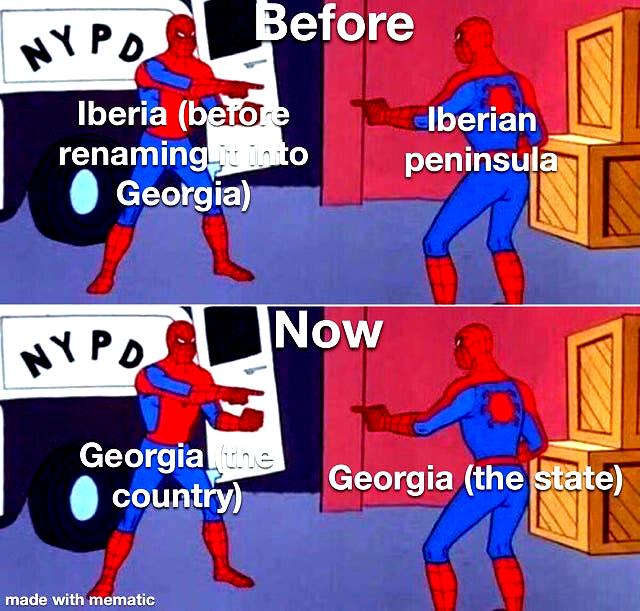 Before
NYPD
Iberia (before
renaming it into
Georgia)
Iberian
peninsula
Now
NYPD
Georgia (the
country)
Georgia (the state)
made with mematic